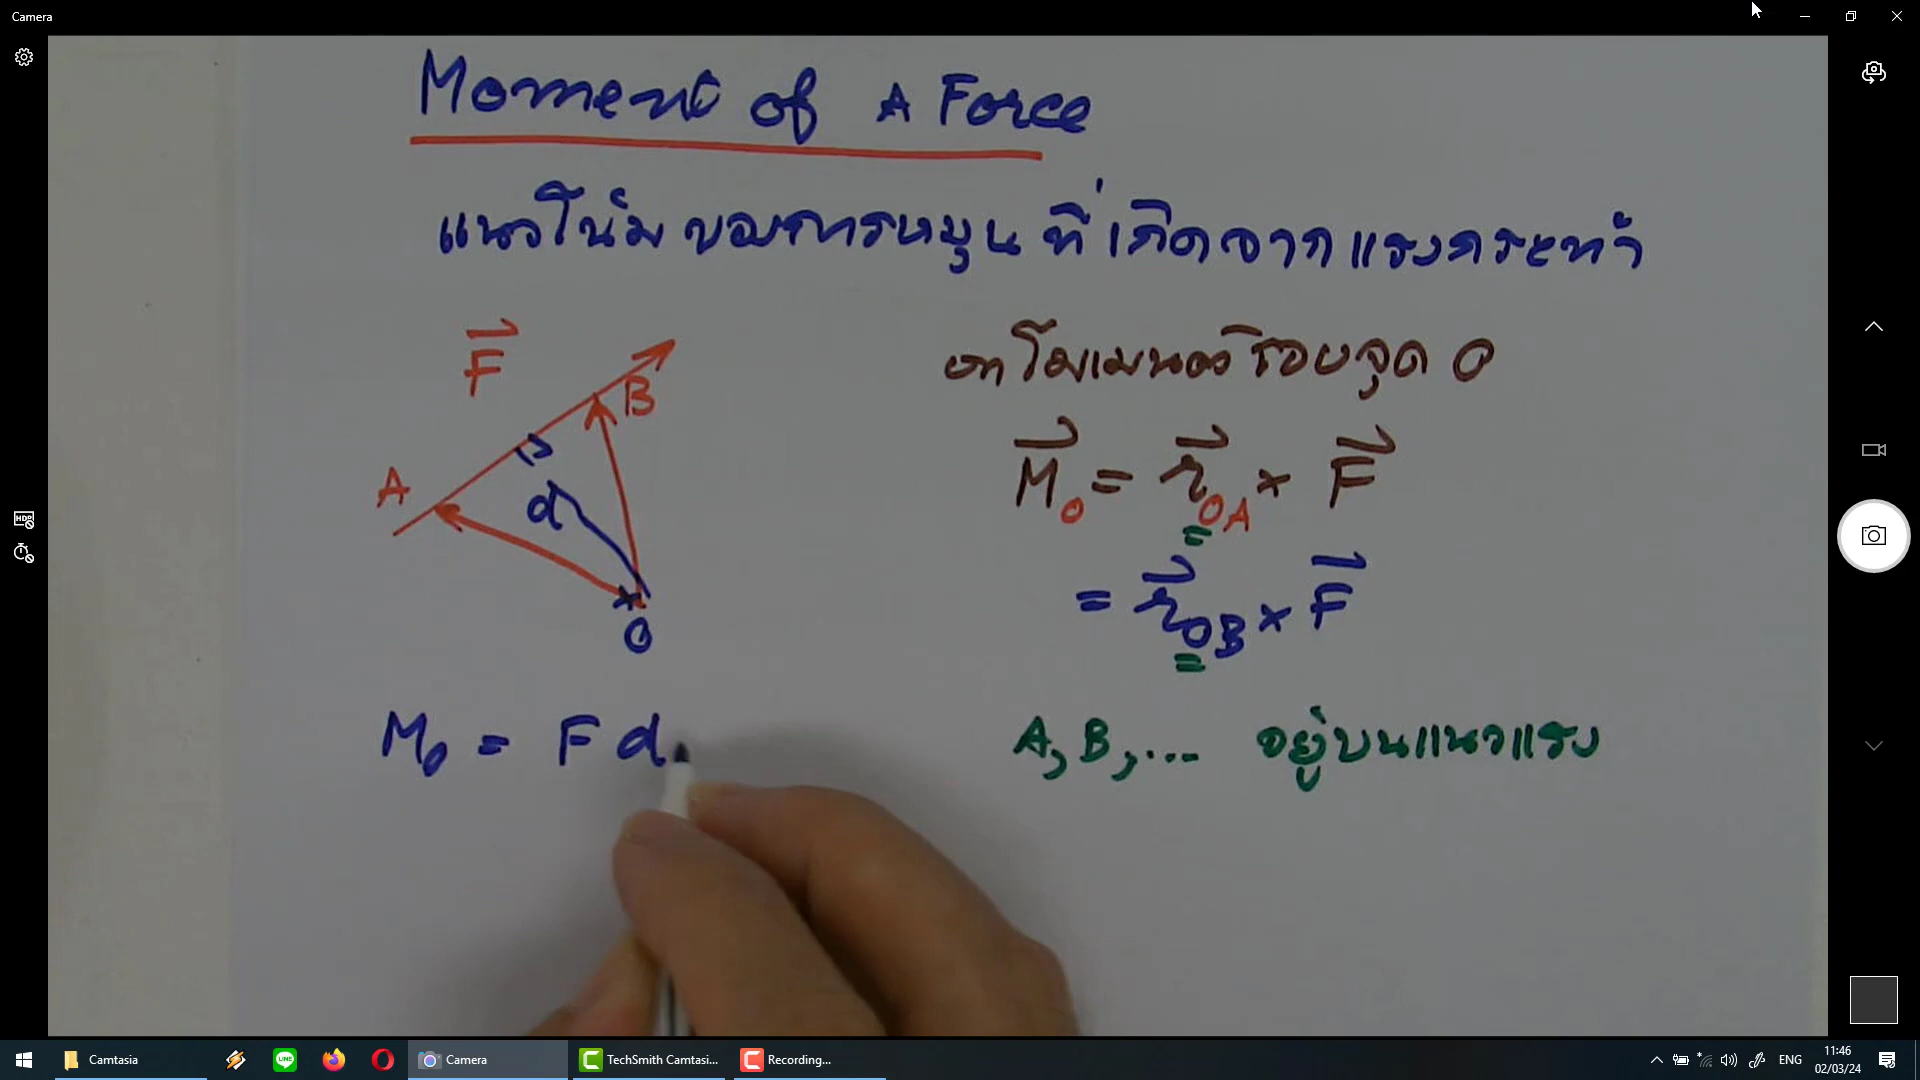 Camera
Moment of A Force
แนวโน้มของการหมุนที่เกิดจากแรงกระทำ
F
B
A
d
O
หาโมเมนต์รอบจุด O
M_O = r_OA × F
= r_OB × F
M_O = F d
A, B, ... อยู่บนแนวแรง
Camtasia
Camera
TechSmith Camtasi...
Recording...
ENG
11:46
02/03/24